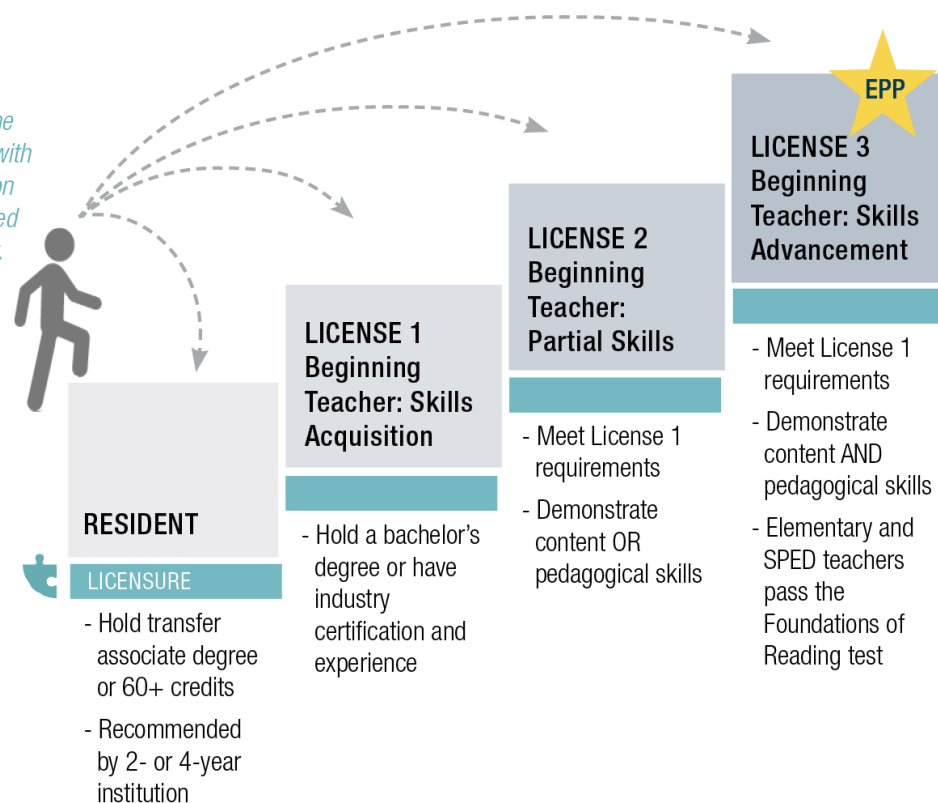 with
EPP
LICENSE 3
Beginning
Teacher: Skills
Advancement
LICENSE 2
Beginning
Teacher:
Partial Skills
LICENSE 1
Beginning
Teacher: Skills
Acquisition
RESIDENT
LICENSURE
- Hold transfer
associate degree
or 60+ credits
- Recommended
by 2- or 4-year
institution
- Hold a bachelor’s
degree or have
industry
certification and
experience
- Meet License 1
requirements
- Demonstrate
content OR
pedagogical skills
- Meet License 1
requirements
- Demonstrate
content AND
pedagogical skills
- Elementary and
SPED teachers
pass the
Foundations of
Reading test